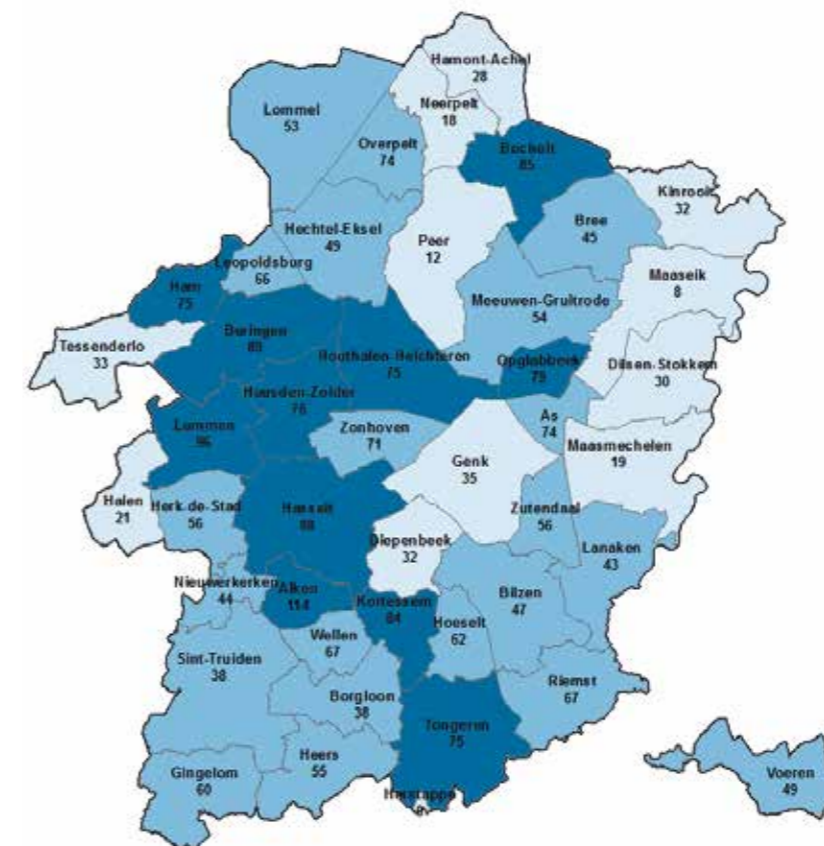 Hamont-Achel
28
Neerpelt
18
Lommel
53
Overpelt
74
Bocholt
85
Kinrooi
32
Hechtel-Eksel
49
Peer
12
Bree
45
Leopoldsburg
66
Ham
75
Maaseik
8
Meeuwen-Gruitrode
54
Beringen
Tessenderlo
33
Houthalen-Helchteren
75
Opglabbeek
79
Dilsen-Stokkem
30
Heusden-Zolder
76
Lummen
96
Zonhoven
71
As
74
Genk
35
Maasmechelen
19
Halen
21
Herk-de-Stad
56
Hasselt
88
Zutendaal
56
Diepenbeek
32
Lanaken
43
Nieuwerkerken
44
Alken
114
Kortessem
84
Bilzen
47
Hoeselt
62
Wellen
67
Sint-Truiden
38
Riemst
67
Borgloon
38
Tongeren
75
Heers
55
Gingelom
60
Voeren
49
Herstappe